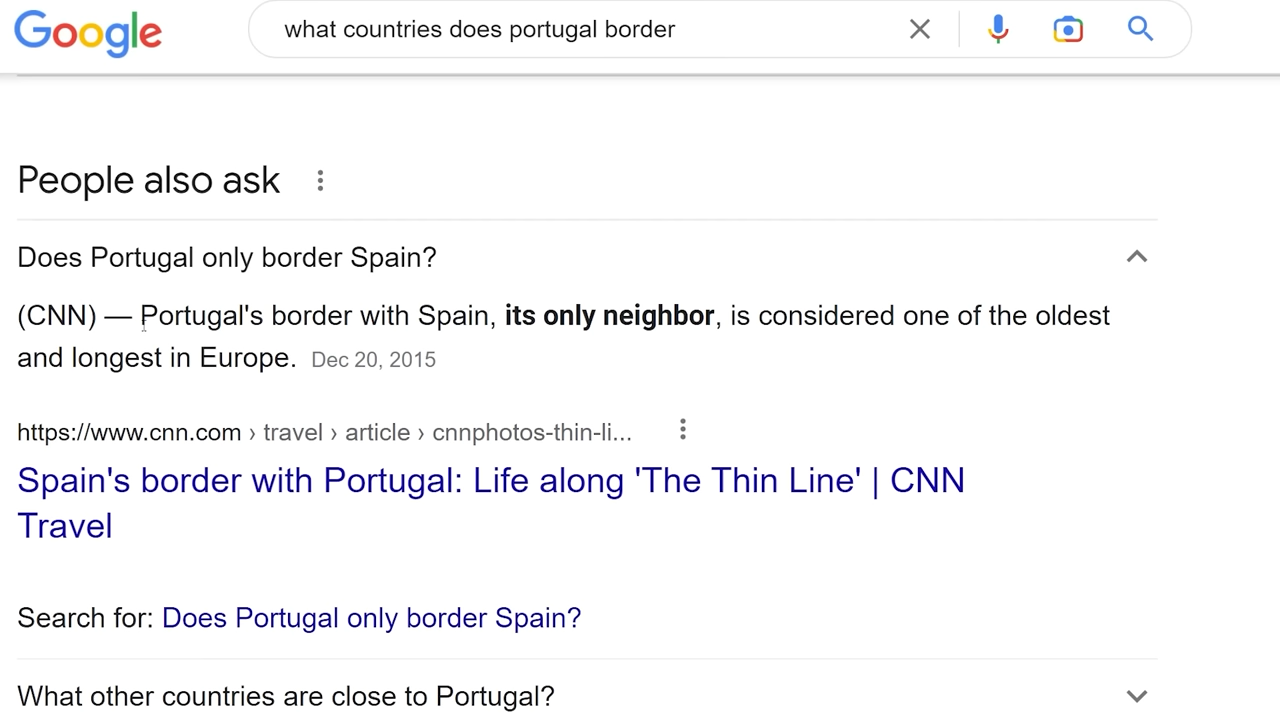 Google
what countries does portugal border
People also ask
Does Portugal only border Spain?
(CNN) — Portugal's border with Spain, its only neighbor, is considered one of the oldest
and longest in Europe. Dec 20, 2015
https://www.cnn.com › travel › article › cnnphotos-thin-li...
Spain's border with Portugal: Life along 'The Thin Line' | CNN
Travel
Search for: Does Portugal only border Spain?
What other countries are close to Portugal?